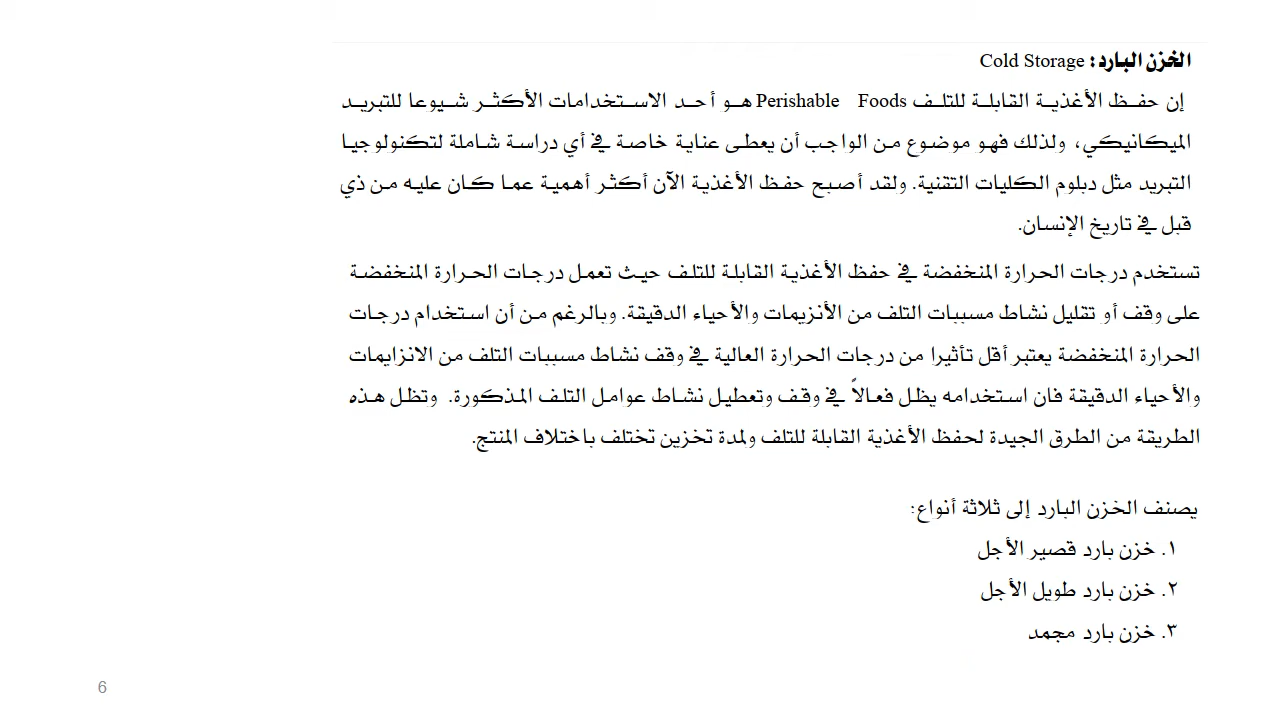 الخزن البارد: Cold Storage
إن حفظ الأغذية القابلة للتلف Perishable Foods هو أحد الاستخدامات الأكثر شيوعا للتبريد
الميكانيكي، ولذلك فهو موضوع من الواجب أن يعطى عناية خاصة في أي دراسة شاملة لتكنولوجيا
التبريد مثل دبلوم الكليات التقنية. ولقد أصبح حفظ الأغذية الآن أكثر أهمية عما كان عليه من ذي
قبل في تاريخ الإنسان.
تستخدم درجات الحرارة المنخفضة في حفظ الأغذية القابلة للتلف حيث تعمل درجات الحرارة المنخفضة
على وقف أو تقليل نشاط مسببات التلف من الأنزيمات والأحياء الدقيقة. وبالرغم من أن استخدام درجات
الحرارة المنخفضة يعتبر أقل تأثيرا من درجات الحرارة العالية في وقف نشاط مسببات التلف من الانزايمات
والأحياء الدقيقة فان استخدامه يظل فعالاً في وقف وتعطيل نشاط عوامل التلف المذكورة. وتظل هذه
الطريقة من الطرق الجيدة لحفظ الأغذية القابلة للتلف ولمدة تخزين تختلف باختلاف المنتج.
يصنف الخزن البارد إلى ثلاثة أنواع:
١. خزن بارد قصير الأجل
٢. خزن بارد طويل الأجل
٣. خزن بارد مجمد
6